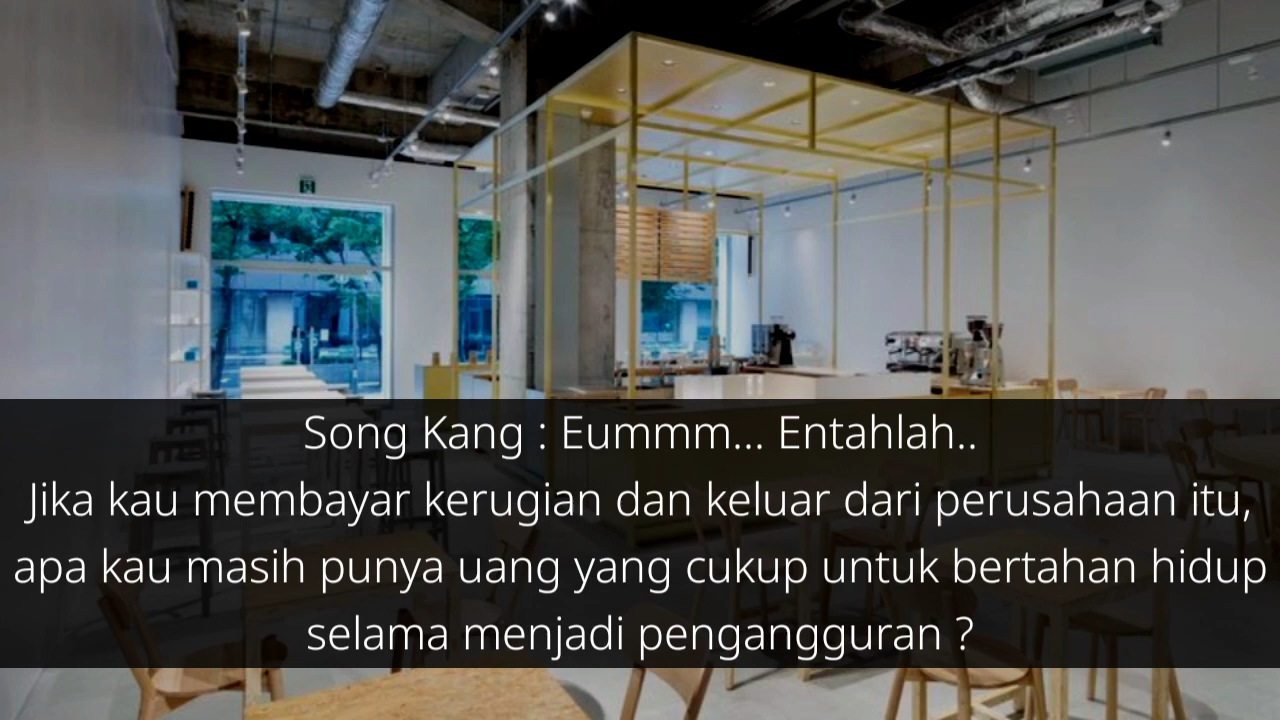 Song Kang : Eummm... Entahlah..
Jika kau membayar kerugian dan keluar dari perusahaan itu,
apa kau masih punya uang yang cukup untuk bertahan hidup
selama menjadi pengangguran ?